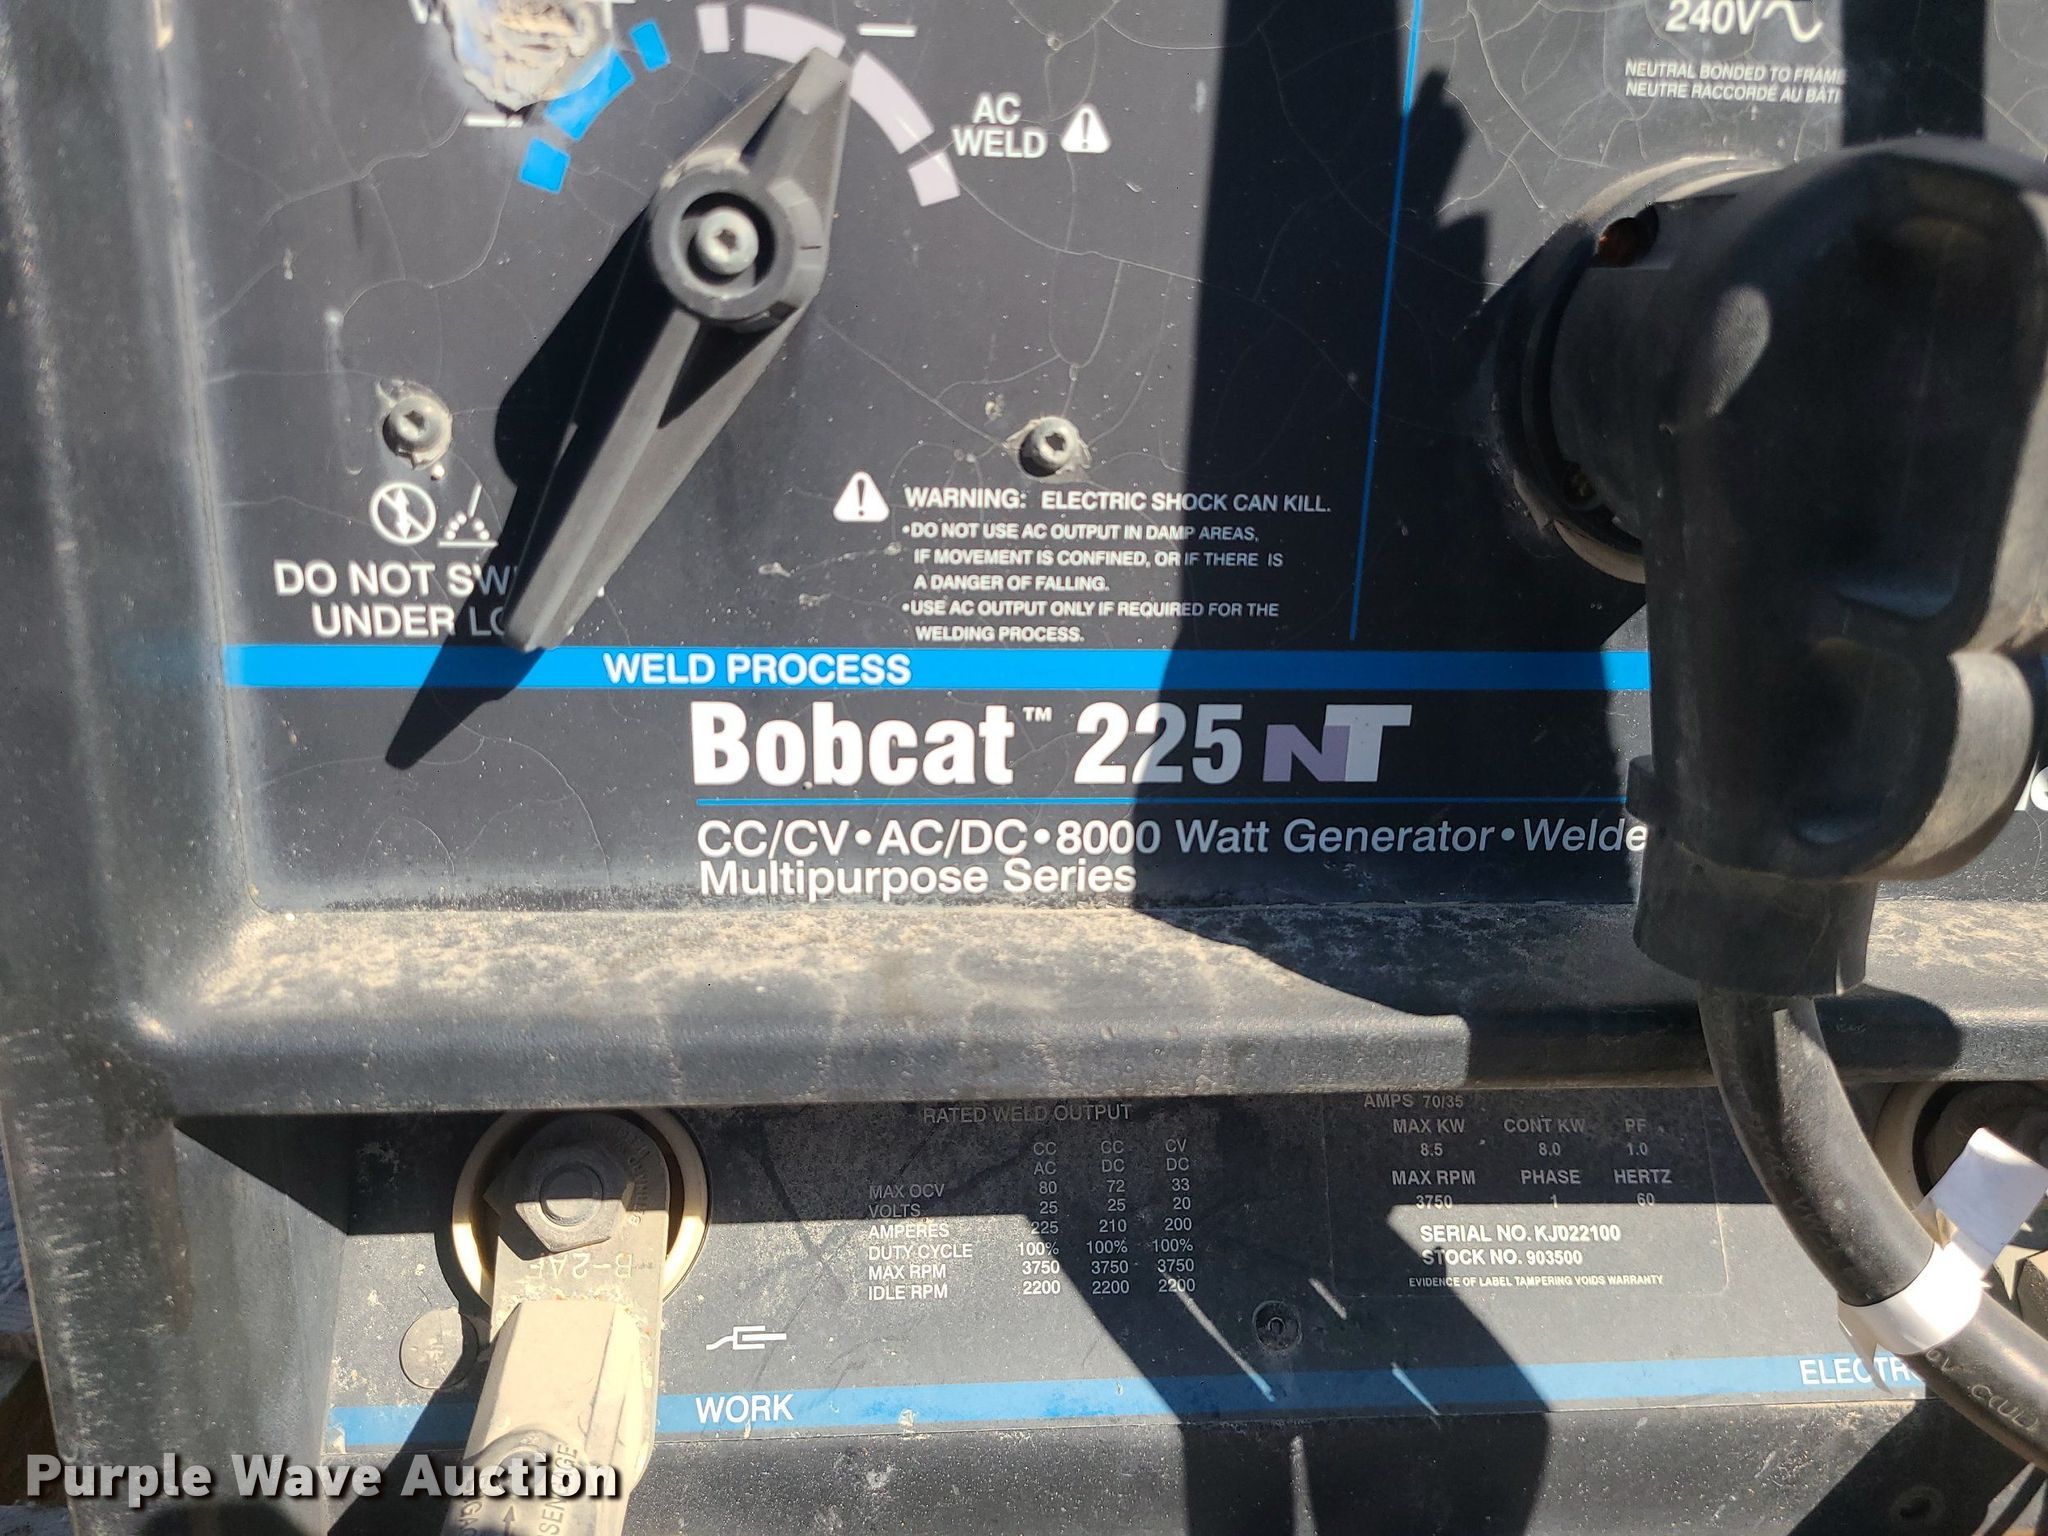 240V
NEUTRAL BONDED TO FRAME
NEUTRE RACCORDÉ AU BÂTI
AC
WELD
WARNING: ELECTRIC SHOCK CAN KILL.
•DO NOT USE AC OUTPUT IN DAMP AREAS,
IF MOVEMENT IS CONFINED, OR IF THERE IS
A DANGER OF FALLING.
•USE AC OUTPUT ONLY IF REQUIRED FOR THE
WELDING PROCESS.
DO NOT SW
UNDER LO
WELD PROCESS
Bobcat™ 225 NT
CC/CV•AC/DC•8000 Watt Generator•Welde
Multipurpose Series
RATED WELD OUTPUT
CC CC CV
AC DC DC
MAX OCV 80 72 33
VOLTS 25 25 20
AMPERES 225 210 200
DUTY CYCLE 100% 100% 100%
MAX RPM 3750 3750 3750
IDLE RPM 2200 2200 2200
AMPS 70/35
MAX KW CONT KW PF
8.5 8.0 1.0
MAX RPM PHASE HERTZ
3750 1 60
SERIAL NO. KJ022100
STOCK NO. 903500
EVIDENCE OF LABEL TAMPERING VOIDS WARRANTY
B-2AF
WORK
ELECTR
Purple Wave Auction